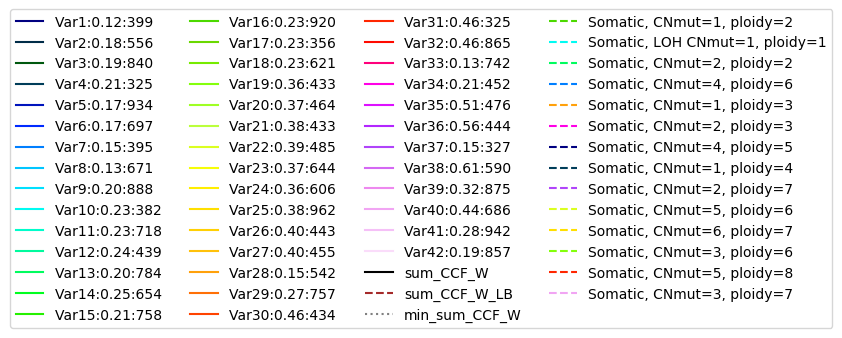 Var1:0.12:399
Var2:0.18:556
Var3:0.19:840
Var4:0.21:325
Var5:0.17:934
Var6:0.17:697
Var7:0.15:395
Var8:0.13:671
Var9:0.20:888
Var10:0.23:382
Var11:0.23:718
Var12:0.24:439
Var13:0.20:784
Var14:0.25:654
Var15:0.21:758
Var16:0.23:920
Var17:0.23:356
Var18:0.23:621
Var19:0.36:433
Var20:0.37:464
Var21:0.38:433
Var22:0.39:485
Var23:0.37:644
Var24:0.36:606
Var25:0.38:962
Var26:0.40:443
Var27:0.40:455
Var28:0.15:542
Var29:0.27:757
Var30:0.46:434
Var31:0.46:325
Var32:0.46:865
Var33:0.13:742
Var34:0.21:452
Var35:0.51:476
Var36:0.56:444
Var37:0.15:327
Var38:0.61:590
Var39:0.32:875
Var40:0.44:686
Var41:0.28:942
Var42:0.19:857
sum_CCF_W
sum_CCF_W_LB
min_sum_CCF_W
Somatic, CNmut=1, ploidy=2
Somatic, LOH CNmut=1, ploidy=1
Somatic, CNmut=2, ploidy=2
Somatic, CNmut=4, ploidy=6
Somatic, CNmut=1, ploidy=3
Somatic, CNmut=2, ploidy=3
Somatic, CNmut=4, ploidy=5
Somatic, CNmut=1, ploidy=4
Somatic, CNmut=2, ploidy=7
Somatic, CNmut=5, ploidy=6
Somatic, CNmut=6, ploidy=7
Somatic, CNmut=3, ploidy=6
Somatic, CNmut=5, ploidy=8
Somatic, CNmut=3, ploidy=7